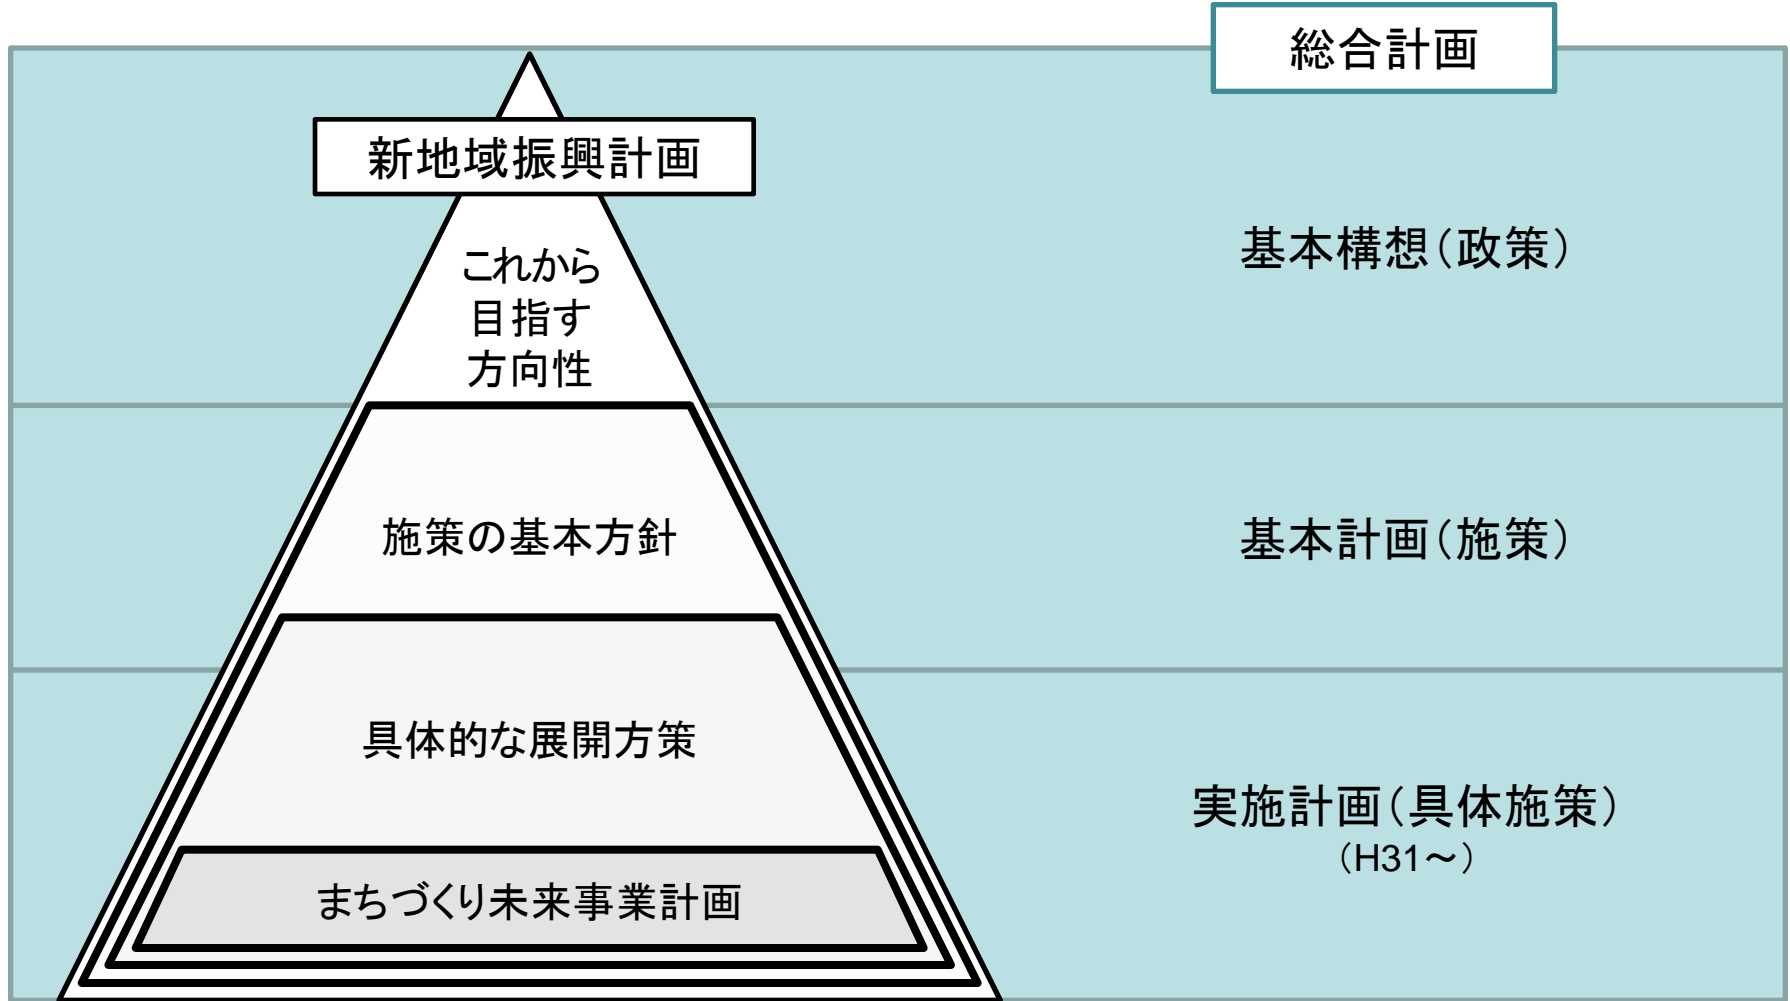 総合計画
新地域振興計画
これから
目指す
方向性
基本構想（政策）
施策の基本方針
基本計画（施策）
具体的な展開方策
実施計画（具体施策）
（H31～）
まちづくり未来事業計画